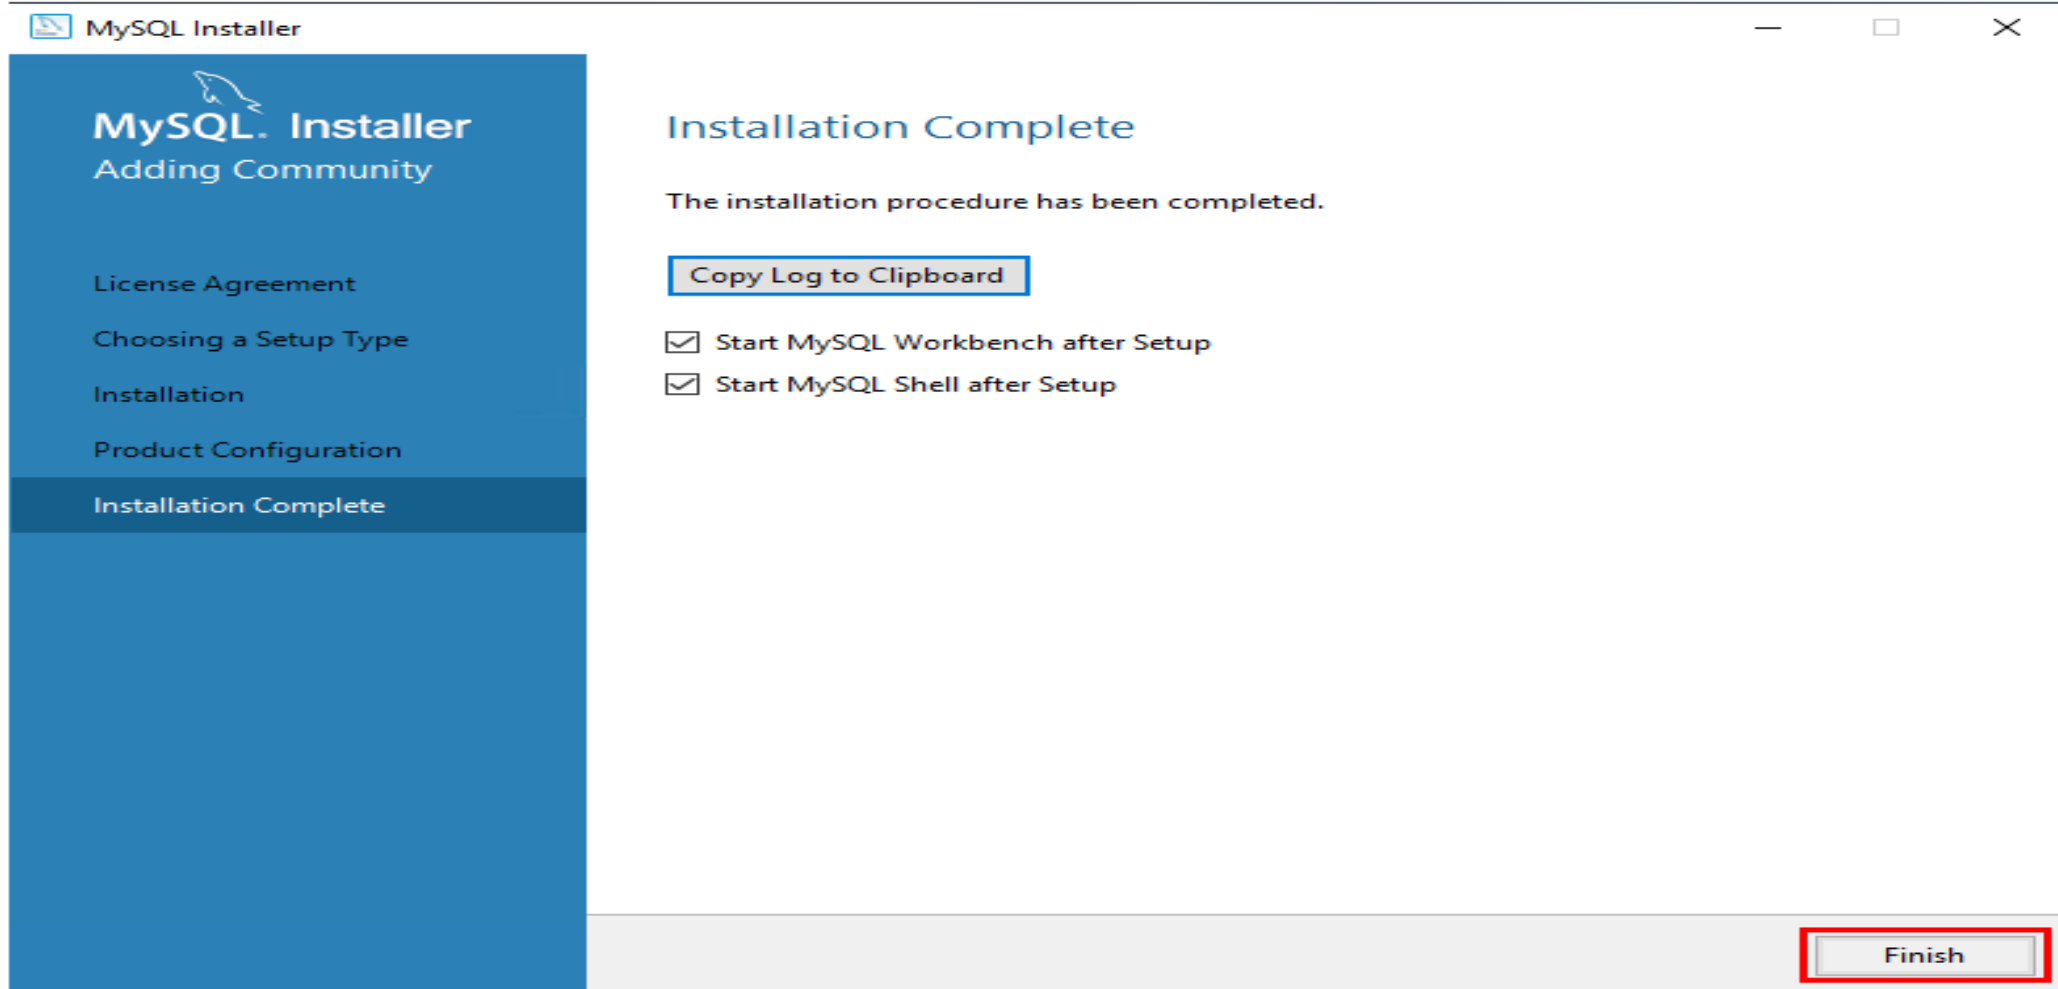 MySQL Installer
MySQL. Installer
Adding Community
License Agreement
Choosing a Setup Type
Installation
Product Configuration
Installation Complete
Installation Complete
The installation procedure has been completed.
Copy Log to Clipboard
Start MySQL Workbench after Setup
Start MySQL Shell after Setup
Finish